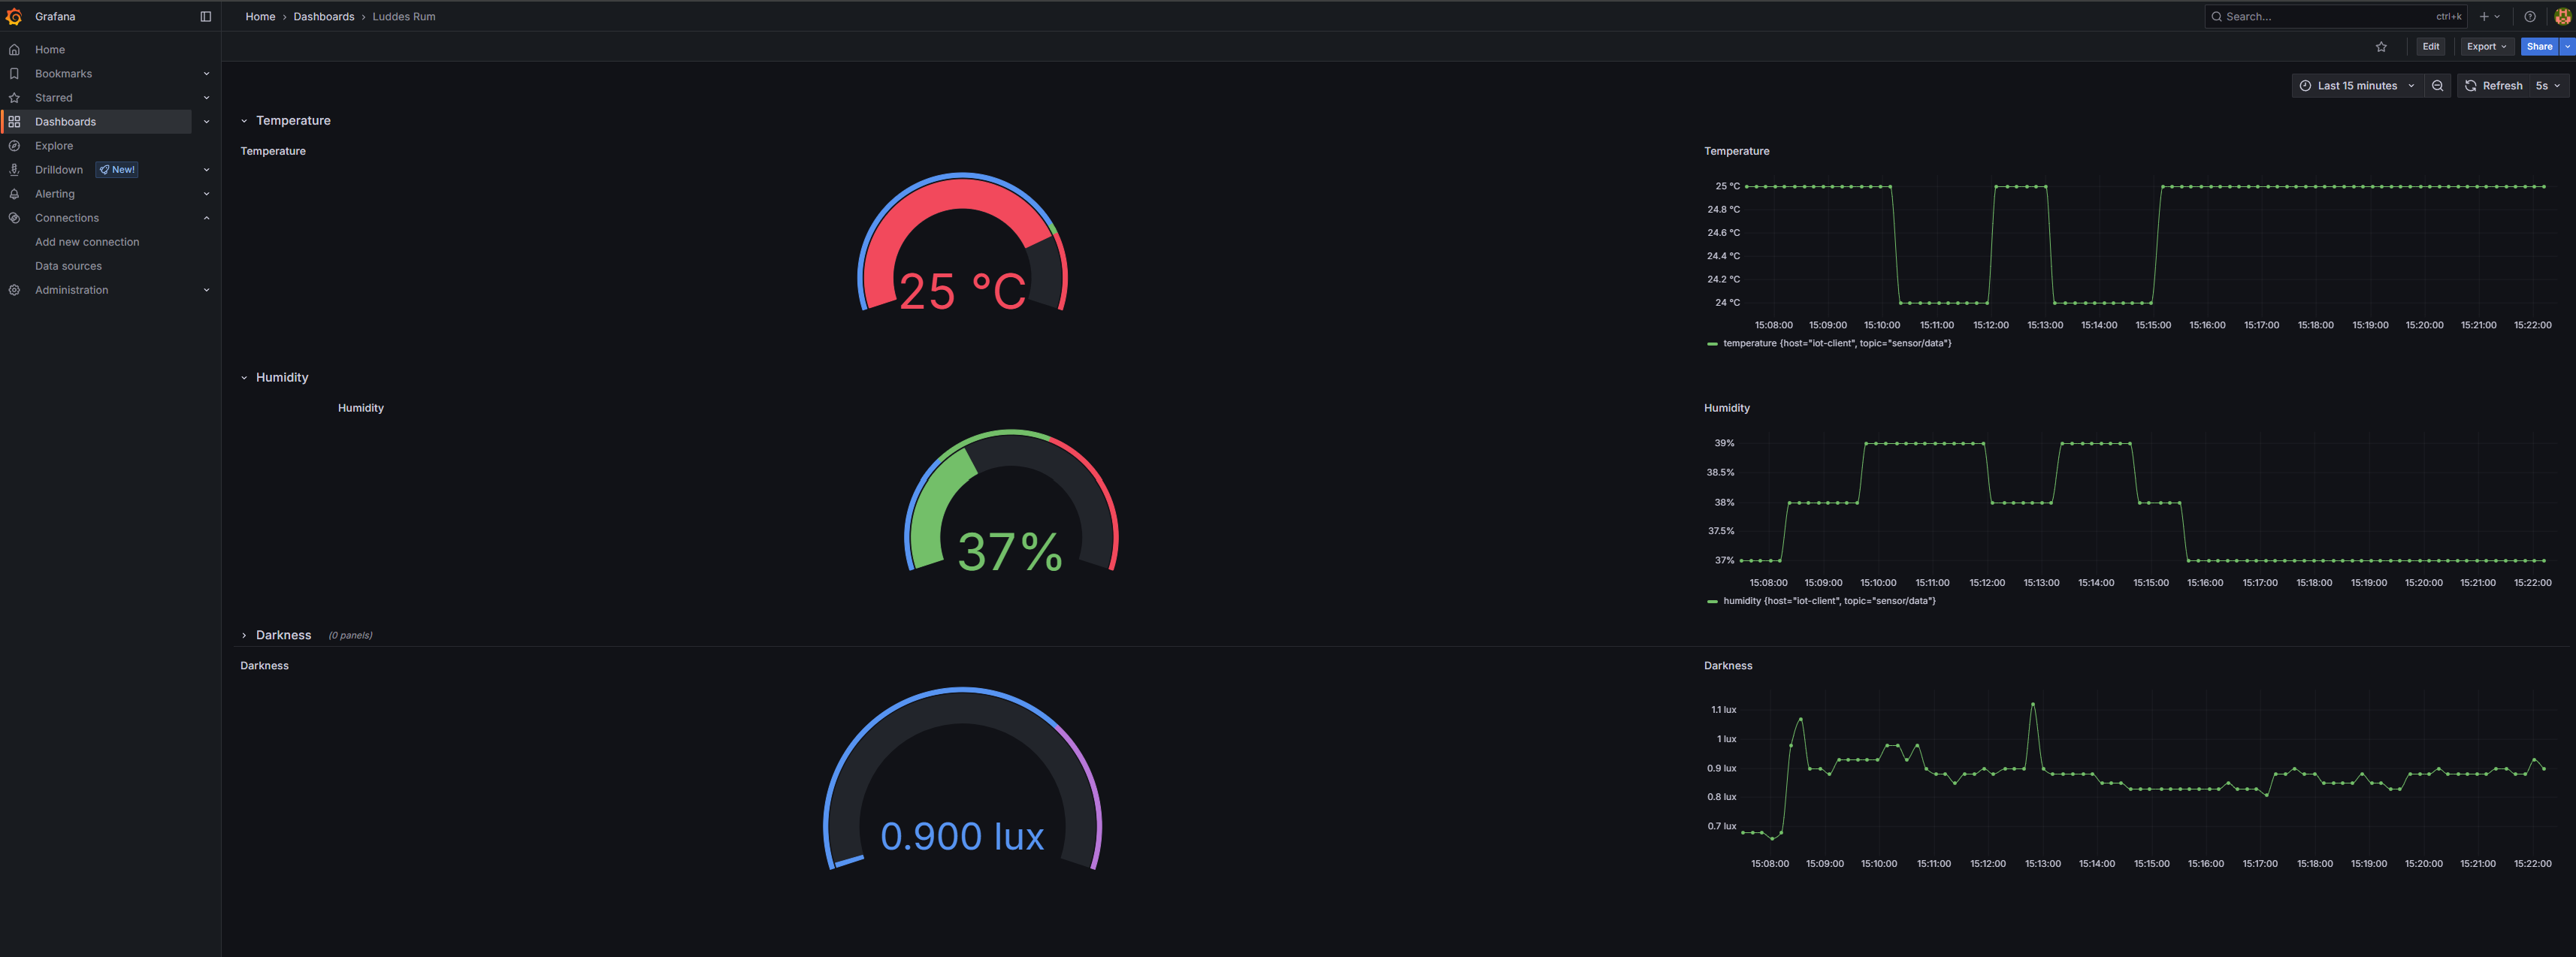 Grafana
Home › Dashboards › Luddes Rum
Search...
ctrl+k
Home
Bookmarks
Starred
Dashboards
Explore
Drilldown New!
Alerting
Connections
Add new connection
Data sources
Administration
Edit
Export
Share
Last 15 minutes
Refresh 5s
Temperature
Temperature
25 °C
Temperature
25 °C
24.8 °C
24.6 °C
24.4 °C
24.2 °C
24 °C
15:08:00 15:09:00 15:10:00 15:11:00 15:12:00 15:13:00 15:14:00 15:15:00 15:16:00 15:17:00 15:18:00 15:19:00 15:20:00 15:21:00 15:22:00
temperature {host="iot-client", topic="sensor/data"}
Humidity
Humidity
37%
Humidity
39%
38.5%
38%
37.5%
37%
15:08:00 15:09:00 15:10:00 15:11:00 15:12:00 15:13:00 15:14:00 15:15:00 15:16:00 15:17:00 15:18:00 15:19:00 15:20:00 15:21:00 15:22:00
humidity {host="iot-client", topic="sensor/data"}
Darkness (0 panels)
Darkness
0.900 lux
Darkness
1.1 lux
1 lux
0.9 lux
0.8 lux
0.7 lux
15:08:00 15:09:00 15:10:00 15:11:00 15:12:00 15:13:00 15:14:00 15:15:00 15:16:00 15:17:00 15:18:00 15:19:00 15:20:00 15:21:00 15:22:00